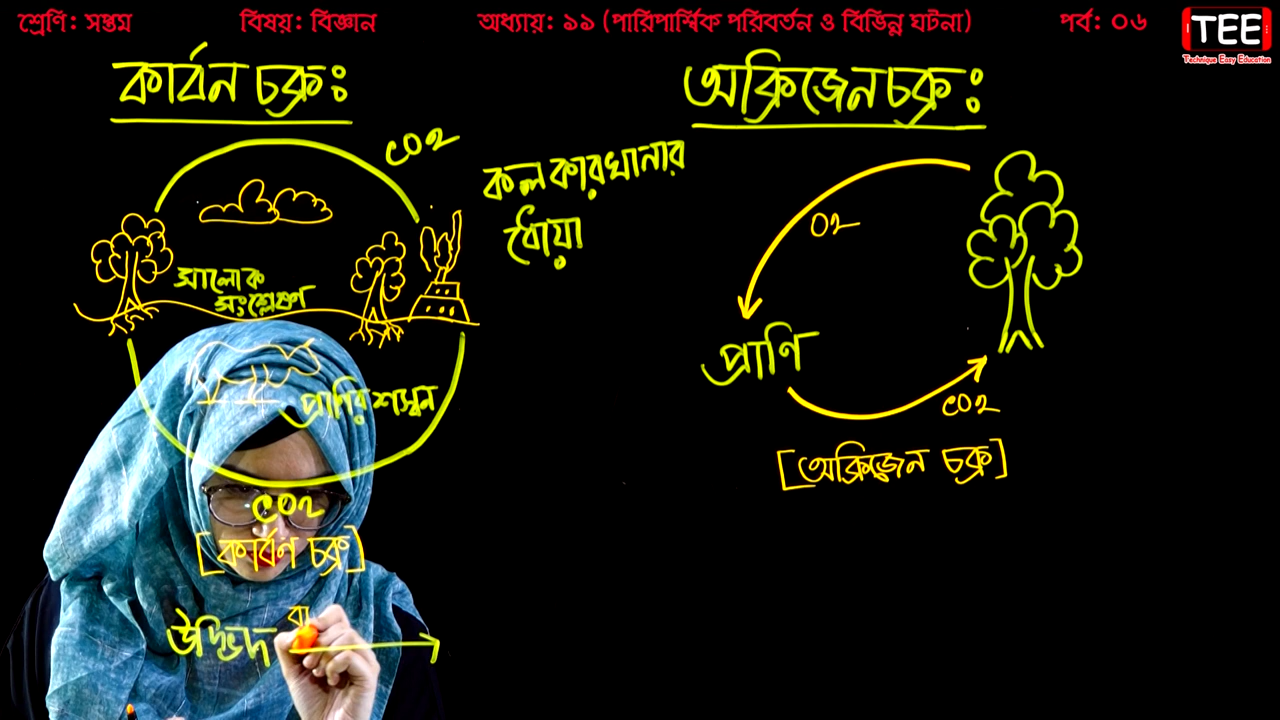 শ্রেণি: সপ্তম বিষয়: বিজ্ঞান অধ্যায়: ১১ (পারিপার্শ্বিক পরিবর্তন ও বিভিন্ন ঘটনা) পর্ব: ০৬
TEE
Technique Easy Education
কার্বন চক্রঃ
CO2
কলকারখানার
ধোয়া
সালোক
সংশ্লেষণ
প্রাণির শ্বসন
CO2
[কার্বন চক্র]
উদ্ভিদ
বা
অক্সিজেন চক্রঃ
O2
প্রাণি
CO2
[অক্সিজেন চক্র]